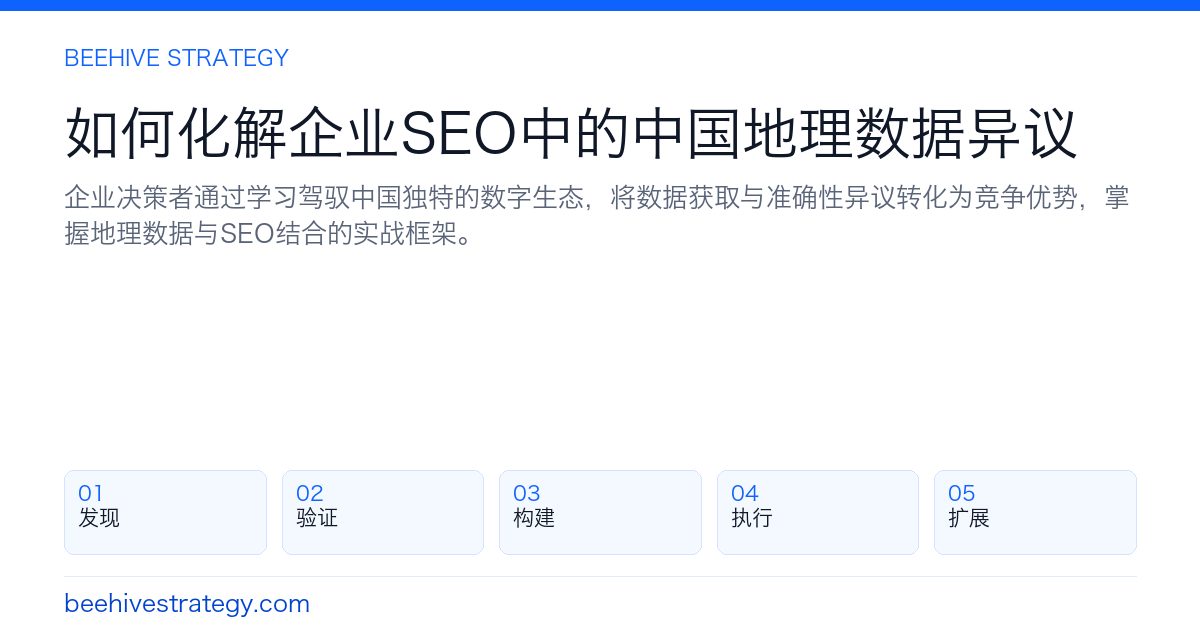 BEEHIVE STRATEGY
如何化解企业SEO中的中国地理数据异议
企业决策者通过学习驾驭中国独特的数字生态，将数据获取与准确性异议转化为竞争优势，掌
握地理数据与SEO结合的实战框架。
01
发现
02
验证
03
构建
04
执行
05
扩展
beehivestrategy.com